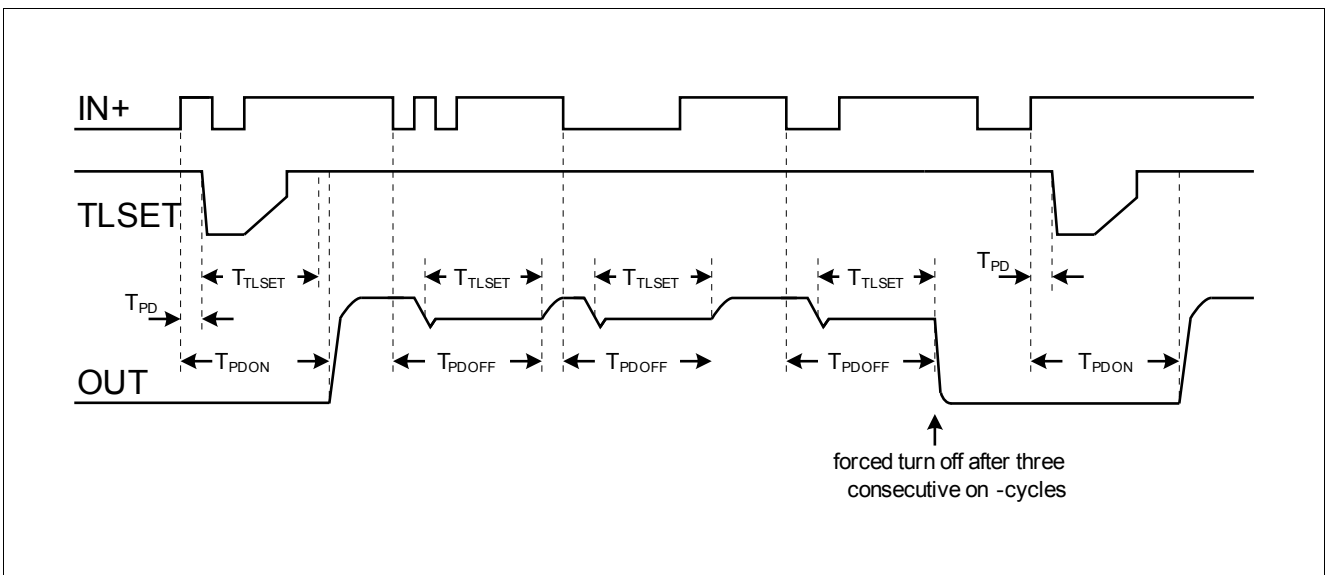 IN+
TLSET
T_TLSET
T_TLSET
T_TLSET
T_TLSET
T_PD
T_PD
OUT
T_PDON
T_PDOFF
T_PDOFF
T_PDOFF
T_PDON
forced turn off after three
consecutive on -cycles